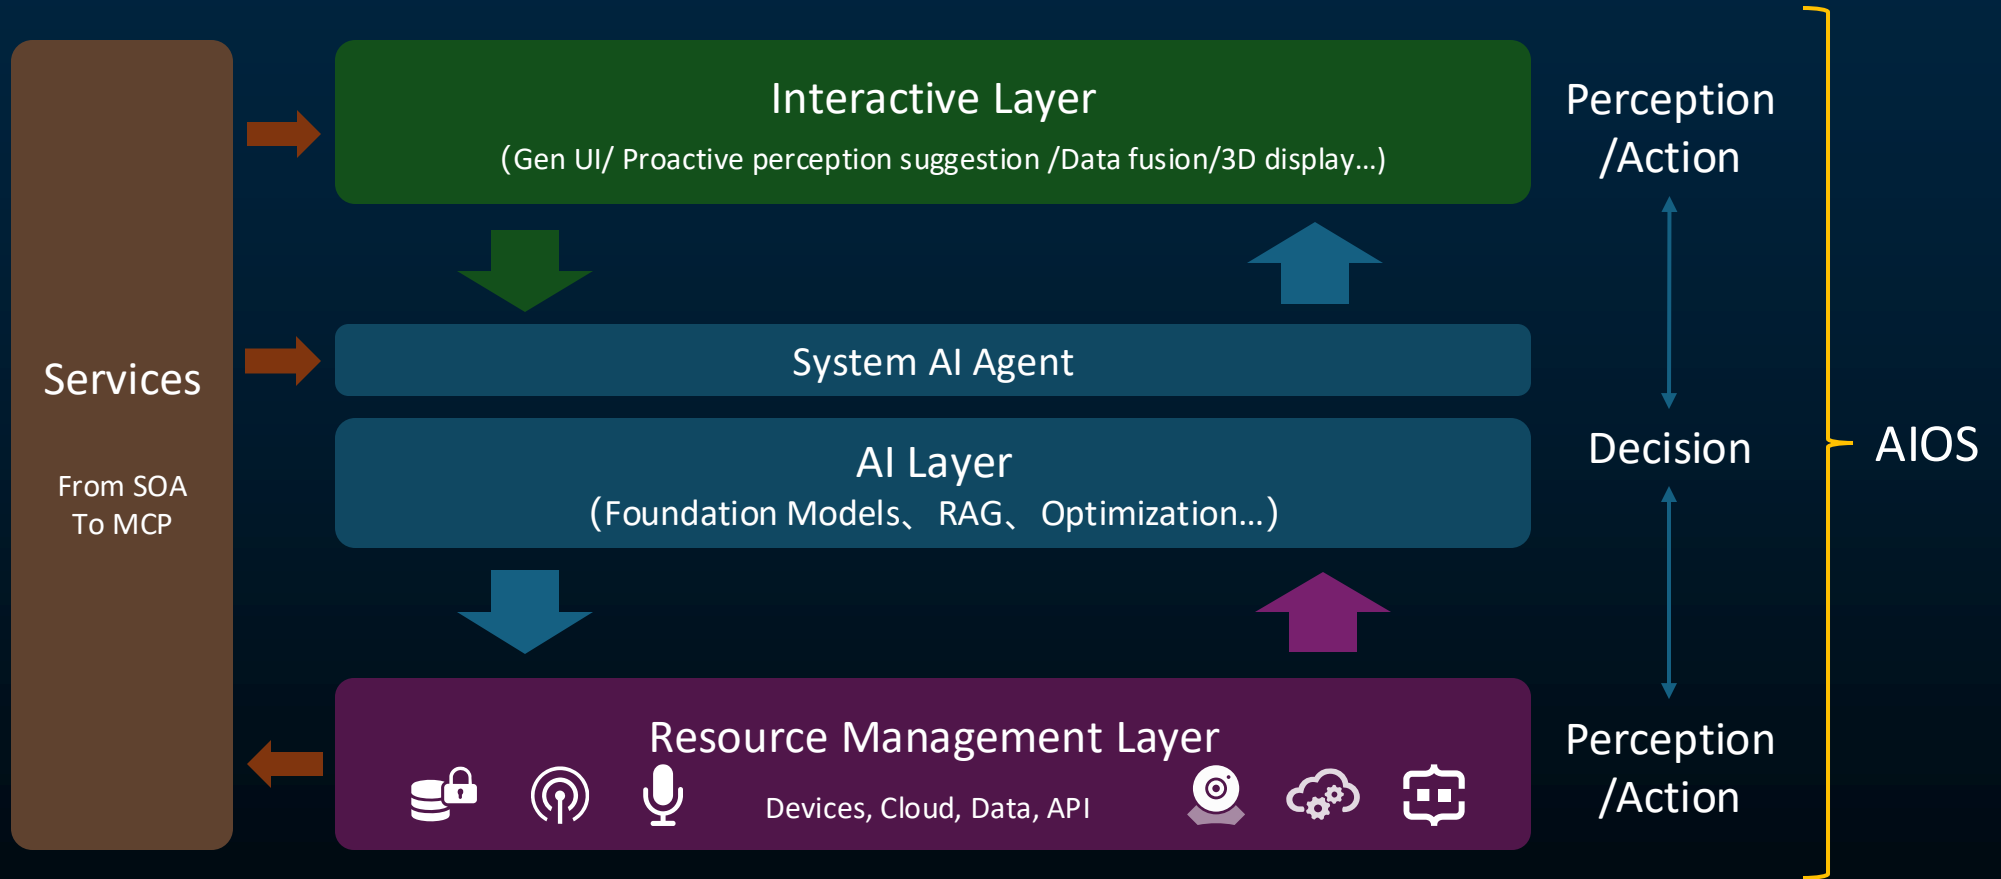 Services
From SOA
To MCP
Interactive Layer
(Gen UI/ Proactive perception suggestion /Data fusion/3D display...)
System AI Agent
AI Layer
(Foundation Models、RAG、Optimization...)
Resource Management Layer
Devices, Cloud, Data, API
Perception
/Action
Decision
Perception
/Action
AIOS